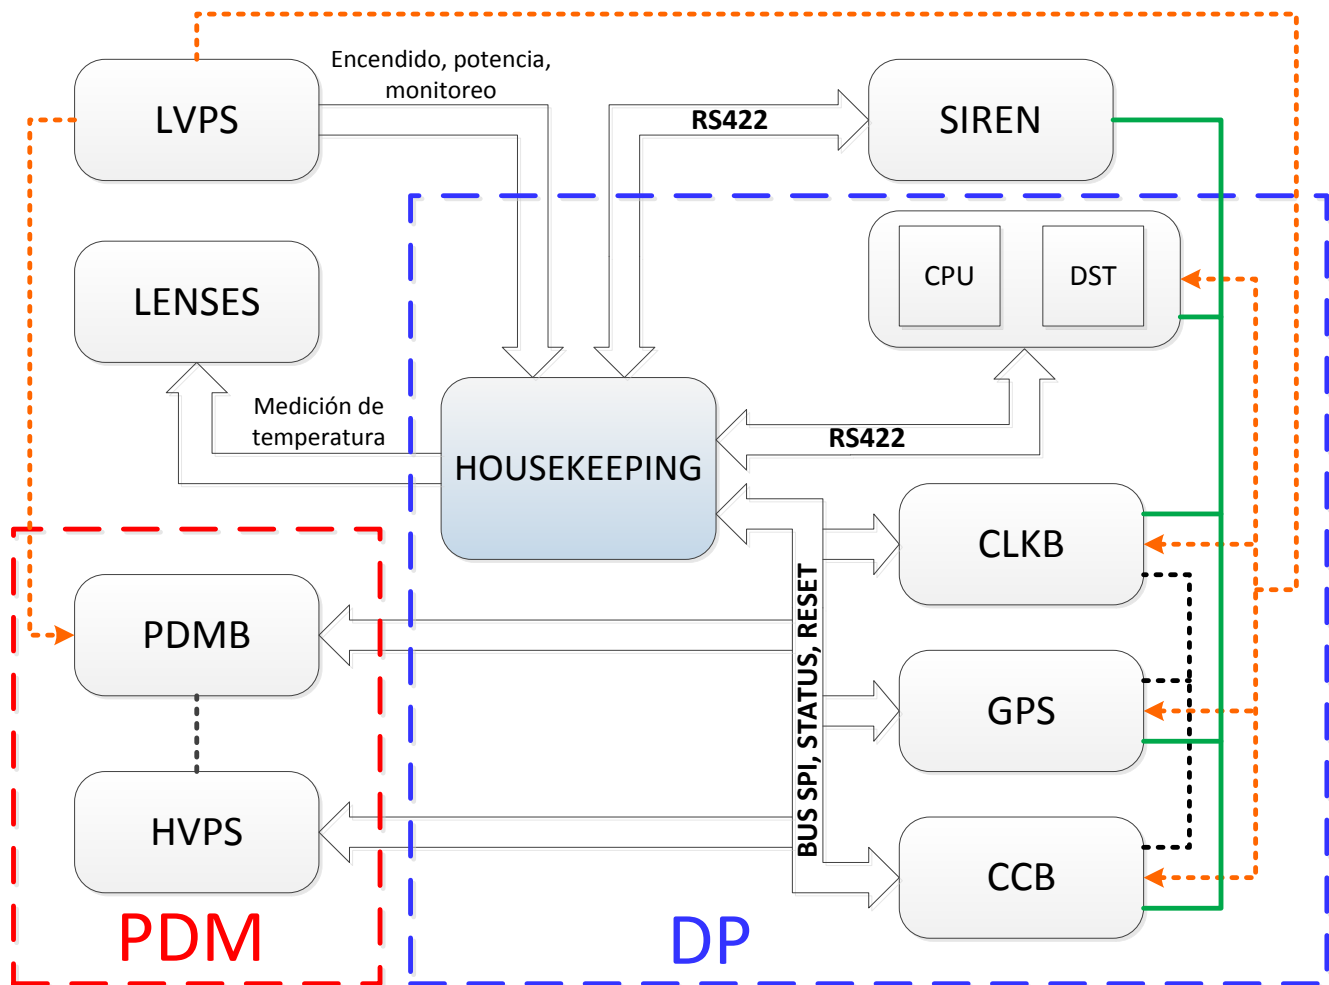 LVPS
Encendido, potencia,
monitoreo
RS422
SIREN
LENSES
CPU
DST
Medición de
temperatura
HOUSEKEEPING
RS422
CLKB
BUS SPI, STATUS, RESET
PDMB
GPS
HVPS
CCB
PDM
DP